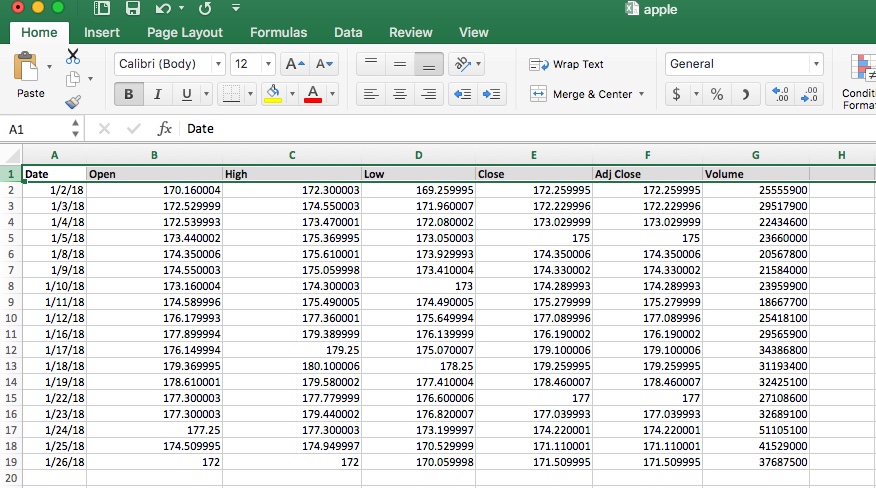 apple
Home Insert Page Layout Formulas Data Review View
Paste Calibri (Body) 12 A A Wrap Text General
B I U A Merge & Center $ % .0 .00 .00 .0 Conditi
Forma
A1 fx Date
A B C D E F G H
1 Date Open High Low Close Adj Close Volume
2 1/2/18 170.160004 172.300003 169.259995 172.259995 172.259995 25555900
3 1/3/18 172.529999 174.550003 171.960007 172.229996 172.229996 29517900
4 1/4/18 172.539993 173.470001 172.080002 173.029999 173.029999 22434600
5 1/5/18 173.440002 175.369995 173.050003 175 175 23660000
6 1/8/18 174.350006 175.610001 173.929993 174.350006 174.350006 20567800
7 1/9/18 174.550003 175.059998 173.410004 174.330002 174.330002 21584000
8 1/10/18 173.160004 174.300003 173 174.289993 174.289993 23959900
9 1/11/18 174.589996 175.490005 174.490005 175.279999 175.279999 18667700
10 1/12/18 176.179993 177.360001 175.649994 177.089996 177.089996 25418100
11 1/16/18 177.899994 179.389999 176.139999 176.190002 176.190002 29565900
12 1/17/18 176.149994 179.25 175.070007 179.100006 179.100006 34386800
13 1/18/18 179.369995 180.100006 178.25 179.259995 179.259995 31193400
14 1/19/18 178.610001 179.580002 177.410004 178.460007 178.460007 32425100
15 1/22/18 177.300003 177.779999 176.600006 177 177 27108600
16 1/23/18 177.300003 179.440002 176.820007 177.039993 177.039993 32689100
17 1/24/18 177.25 177.300003 173.199997 174.220001 174.220001 51105100
18 1/25/18 174.509995 174.949997 170.529999 171.110001 171.110001 41529000
19 1/26/18 172 172 170.059998 171.509995 171.509995 37687500
20